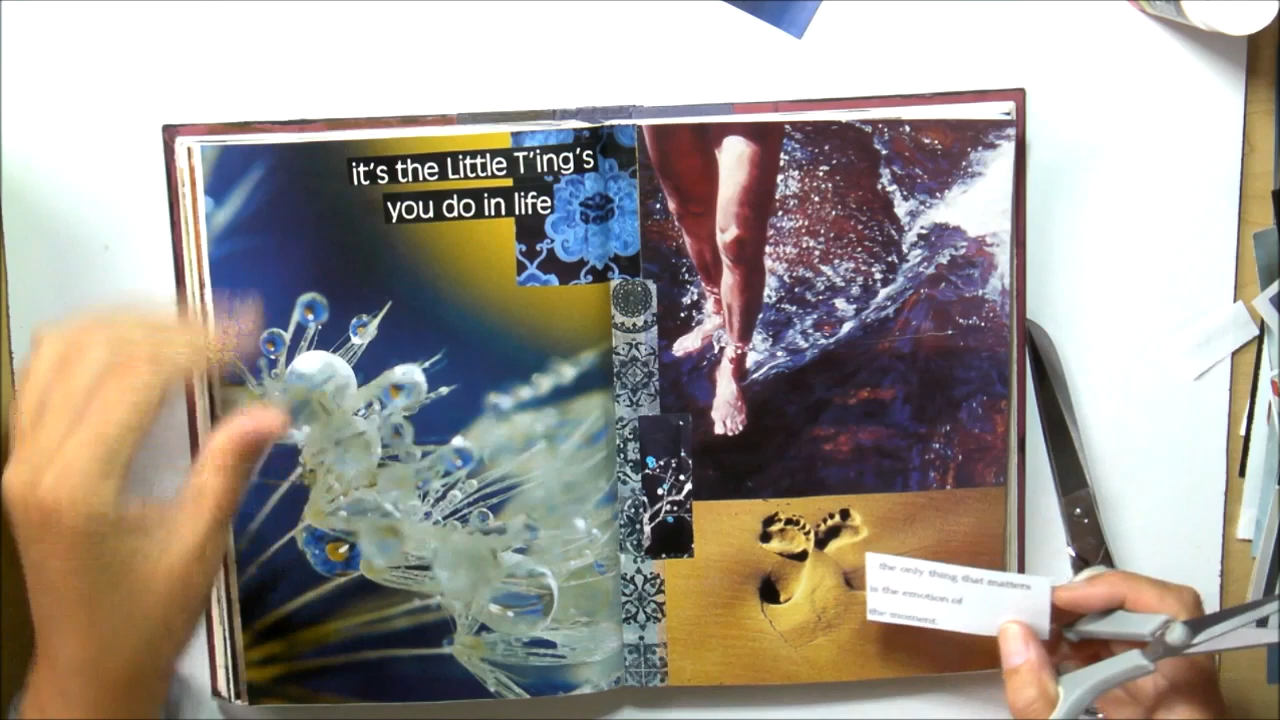 it's the Little T'ing's
you do in life
the only thing that matters
is the emotion of
the moment.